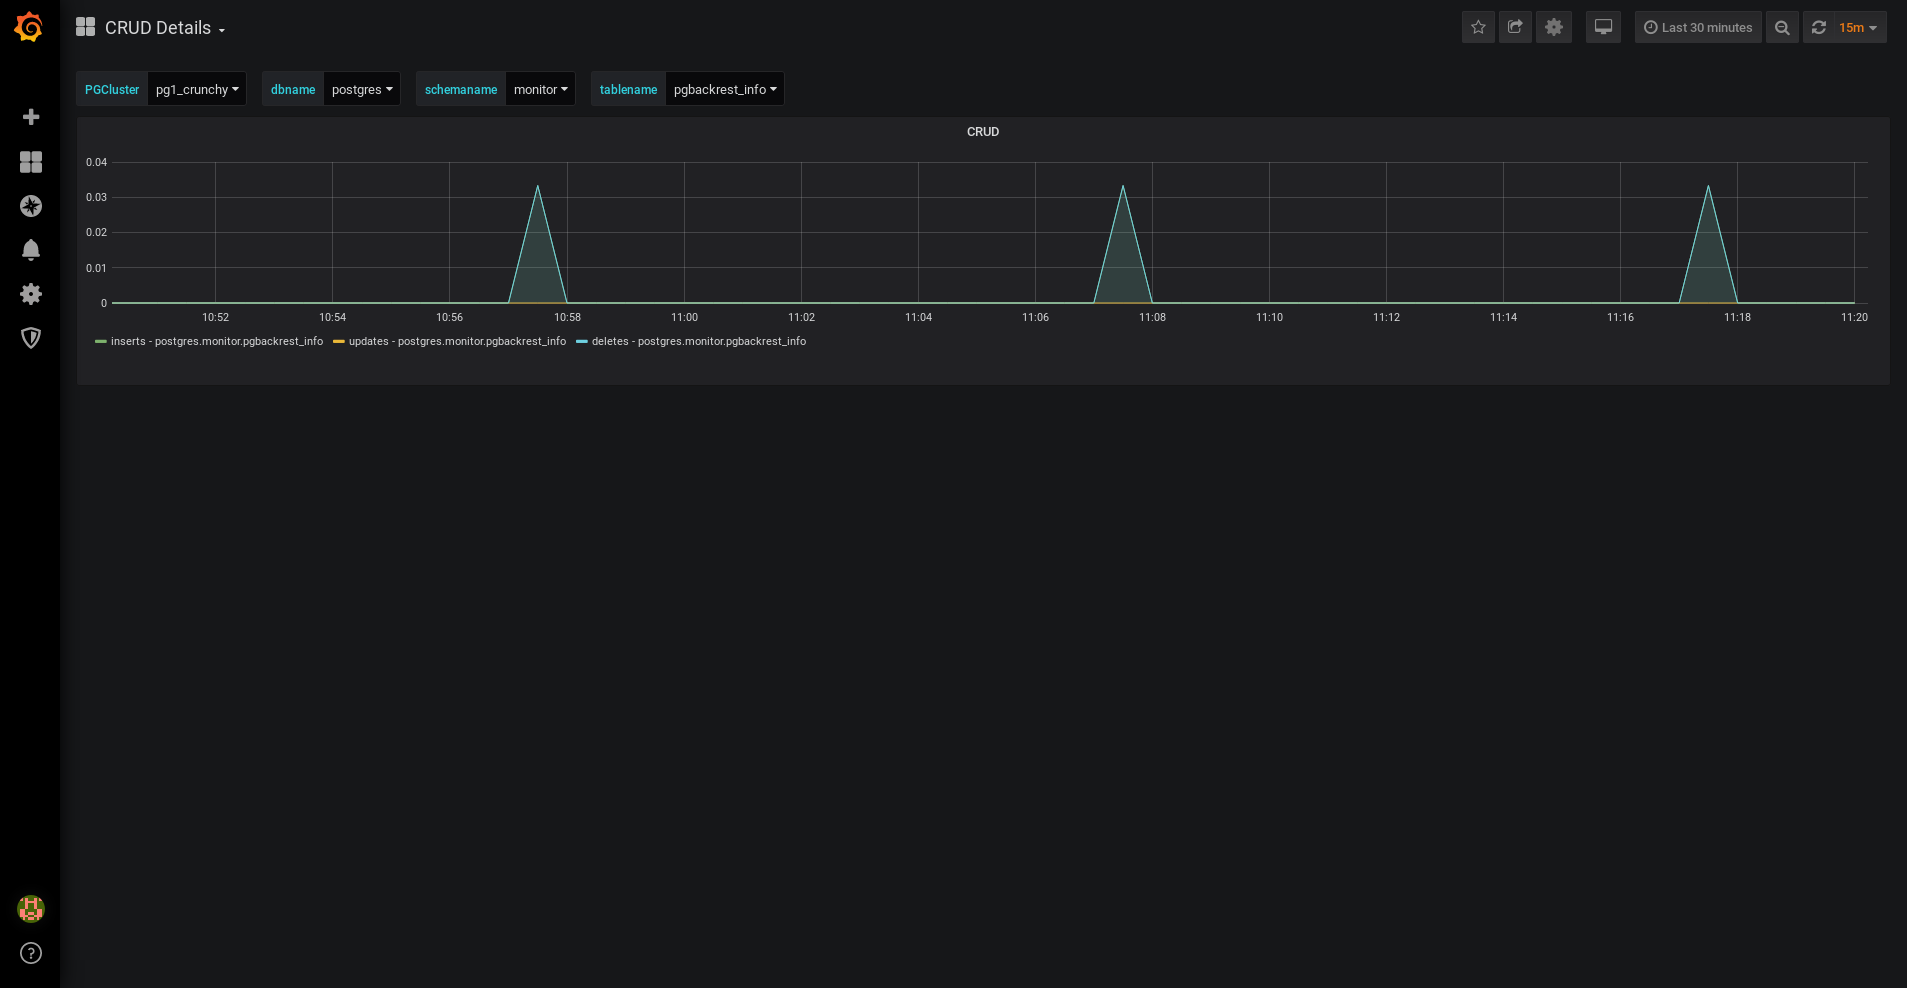 CRUD Details
Last 30 minutes 15m
PGCluster pg1_crunchy dbname postgres schemaname monitor tablename pgbackrest_info
CRUD
0.04
0.03
0.02
0.01
0
10:52 10:54 10:56 10:58 11:00 11:02 11:04 11:06 11:08 11:10 11:12 11:14 11:16 11:18 11:20
inserts - postgres.monitor.pgbackrest_info updates - postgres.monitor.pgbackrest_info deletes - postgres.monitor.pgbackrest_info
?